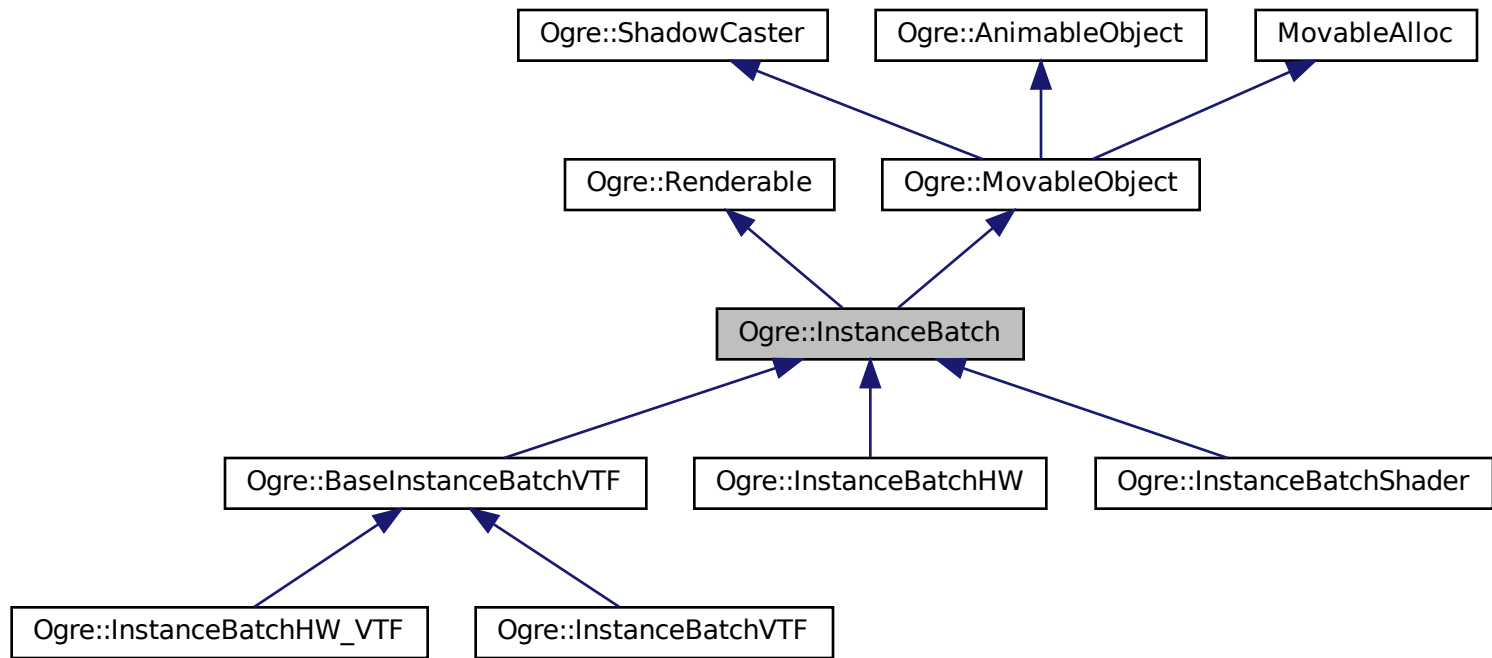 Ogre::ShadowCaster
Ogre::AnimableObject
MovableAlloc
Ogre::Renderable
Ogre::MovableObject
Ogre::InstanceBatch
Ogre::BaseInstanceBatchVTF
Ogre::InstanceBatchHW
Ogre::InstanceBatchShader
Ogre::InstanceBatchHW_VTF
Ogre::InstanceBatchVTF